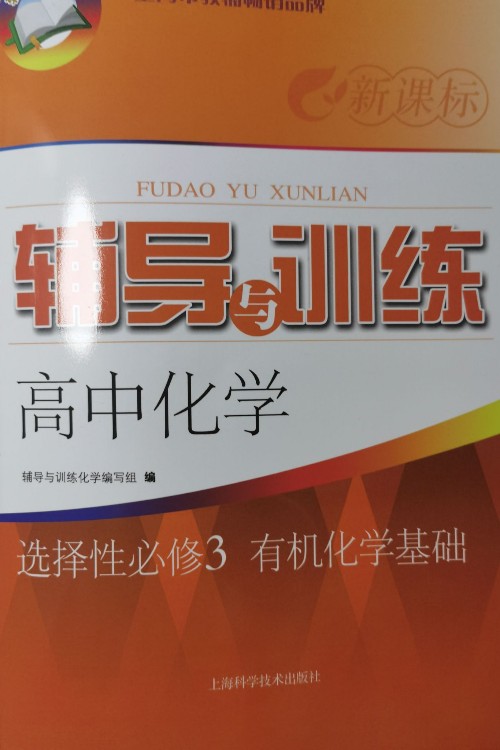 新课标
FUDAO YU XUNLIAN
辅导与训练
高中化学
辅导与训练化学编写组 编
选择性必修3 有机化学基础
上海科学技术出版社